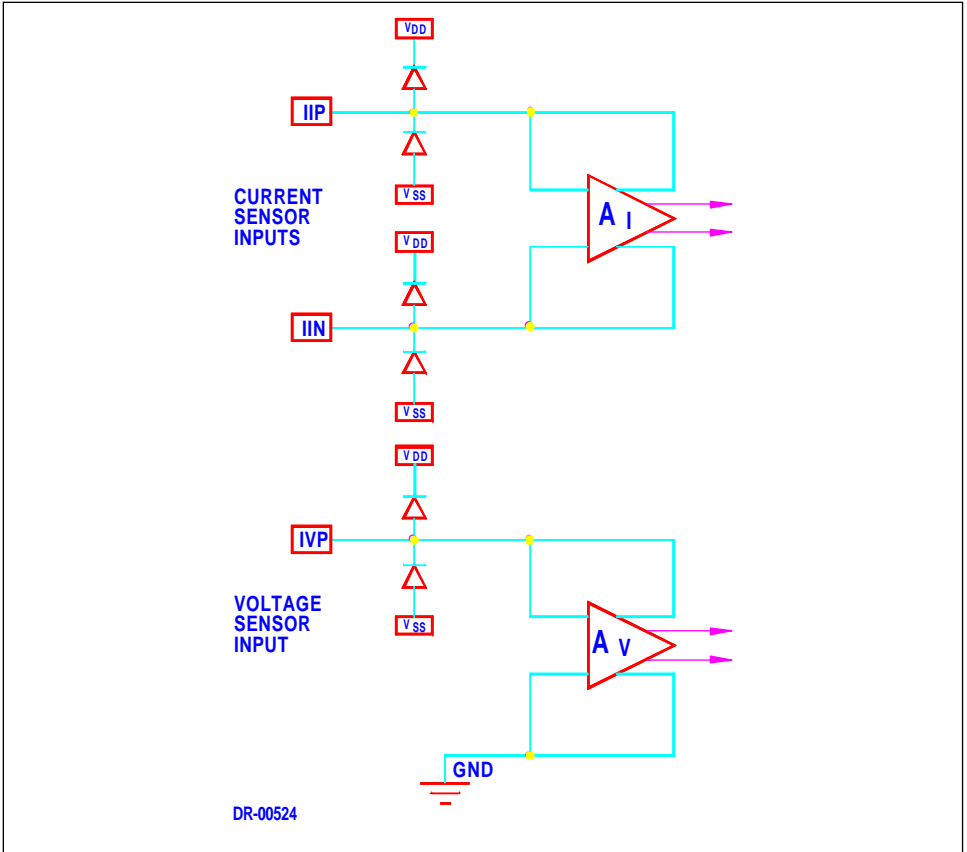 VDD
IIP
VSS
CURRENT
SENSOR
INPUTS
A I
VDD
IIN
VSS
VDD
IVP
VOLTAGE
SENSOR
INPUT
VSS
A V
GND
DR-00524